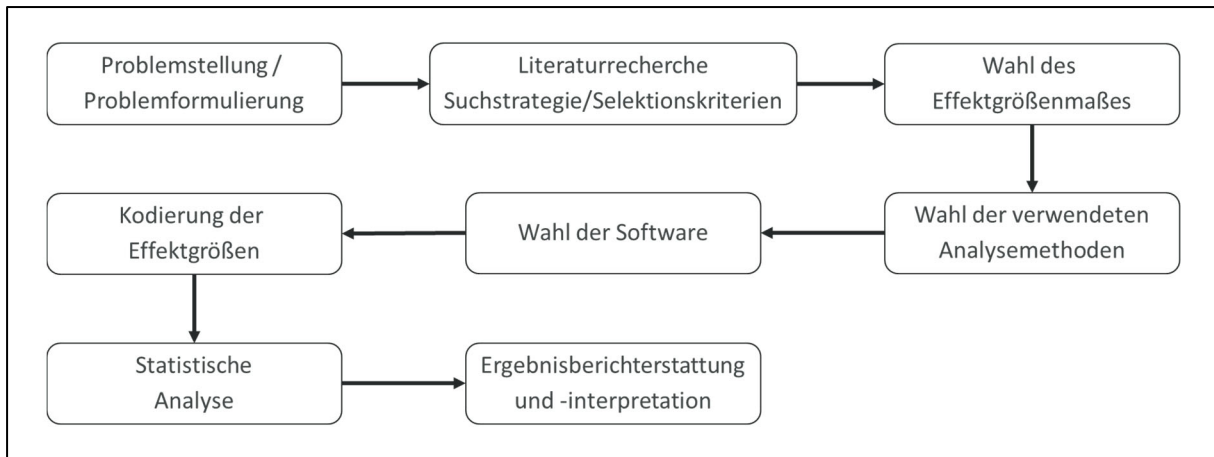 Problemstellung /
Problemformulierung
Literaturrecherche
Suchstrategie/Selektionskriterien
Wahl des
Effektgrößenmaßes
Wahl der verwendeten
Analysemethoden
Wahl der Software
Kodierung der
Effektgrößen
Statistische
Analyse
Ergebnisberichterstattung
und -interpretation